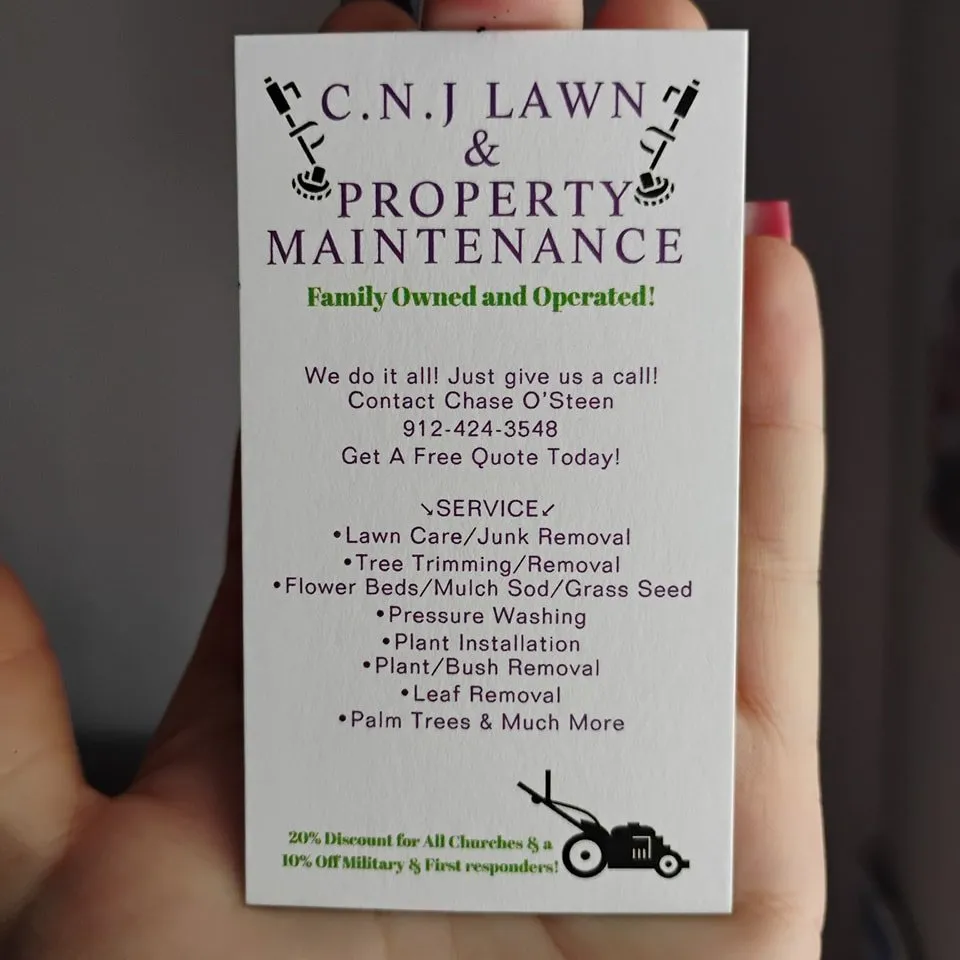 C.N.J LAWN
&
PROPERTY
MAINTENANCE
Family Owned and Operated!
We do it all! Just give us a call!
Contact Chase O'Steen
912-424-3548
Get A Free Quote Today!
↘SERVICE↙
•Lawn Care/Junk Removal
•Tree Trimming/Removal
•Flower Beds/Mulch Sod/Grass Seed
•Pressure Washing
•Plant Installation
•Plant/Bush Removal
•Leaf Removal
•Palm Trees & Much More
20% Discount for All Churches & a
10% Off Military & First responders!